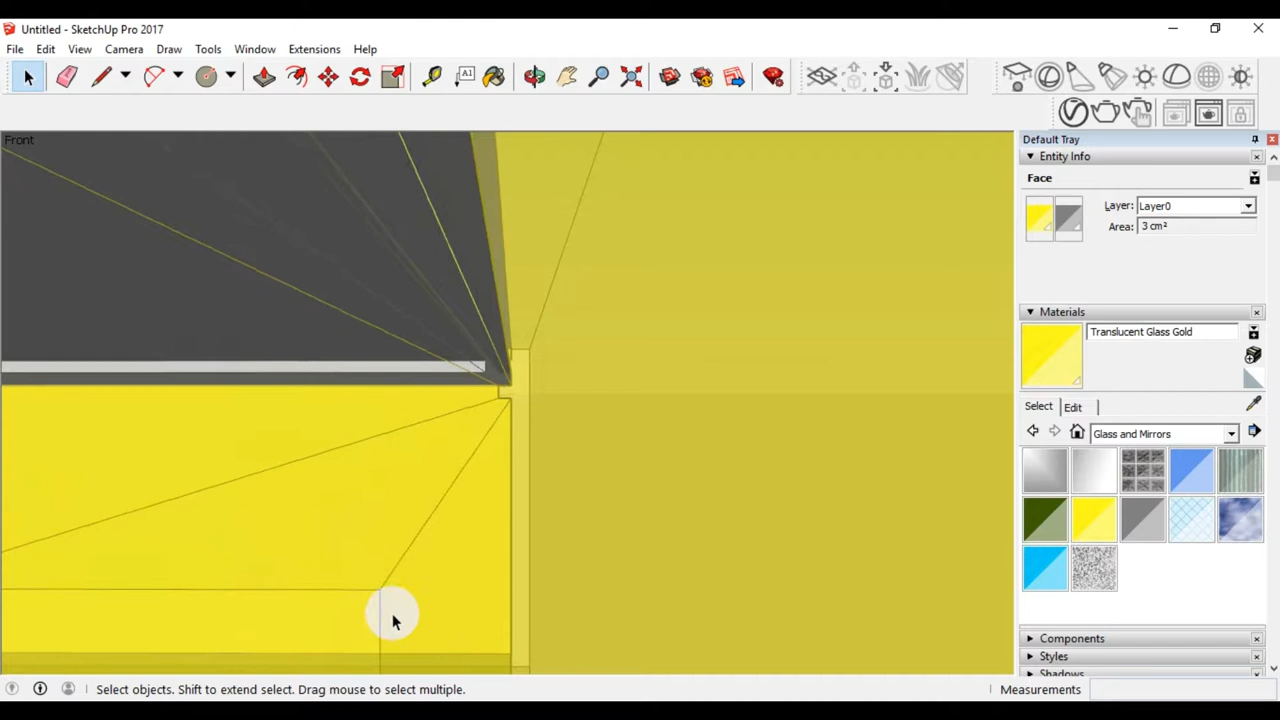 Untitled - SketchUp Pro 2017
File Edit View Camera Draw Tools Window Extensions Help
A1
Front
Default Tray
Entity Info
Face
Layer: Layer0
Area: 3 cm²
Materials
Translucent Glass Gold
Select Edit
Glass and Mirrors
Components
Styles
Shadows
Select objects. Shift to extend select. Drag mouse to select multiple.
Measurements